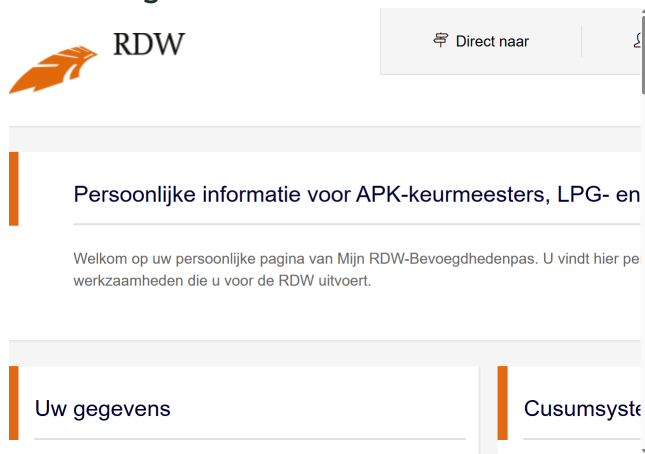 RDW
Direct naar
Persoonlijke informatie voor APK-keurmeesters, LPG- en
Welkom op uw persoonlijke pagina van Mijn RDW-Bevoegdhedenpas. U vindt hier pe
werkzaamheden die u voor de RDW uitvoert.
Uw gegevens
Cusumsyste